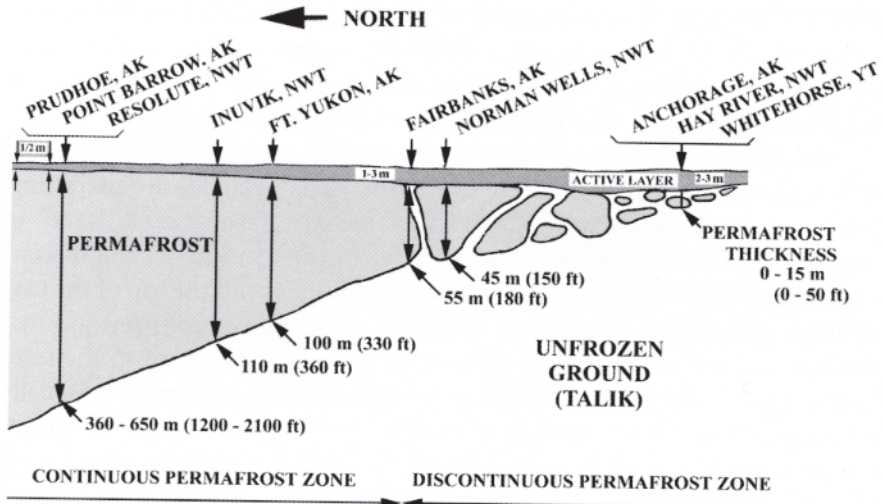 NORTH
PRUDHOE, AK
POINT BARROW, AK
RESOLUTE, NWT
INUVIK, NWT
FT. YUKON, AK
FAIRBANKS, AK
NORMAN WELLS, NWT
ANCHORAGE, AK
HAY RIVER, NWT
WHITEHORSE, YT
1/2 m
1-3 m
ACTIVE LAYER
2-3 m
PERMAFROST
PERMAFROST
THICKNESS
0 - 15 m
(0 - 50 ft)
45 m (150 ft)
55 m (180 ft)
100 m (330 ft)
110 m (360 ft)
360 - 650 m (1200 - 2100 ft)
UNFROZEN
GROUND
(TALIK)
CONTINUOUS PERMAFROST ZONE
DISCONTINUOUS PERMAFROST ZONE